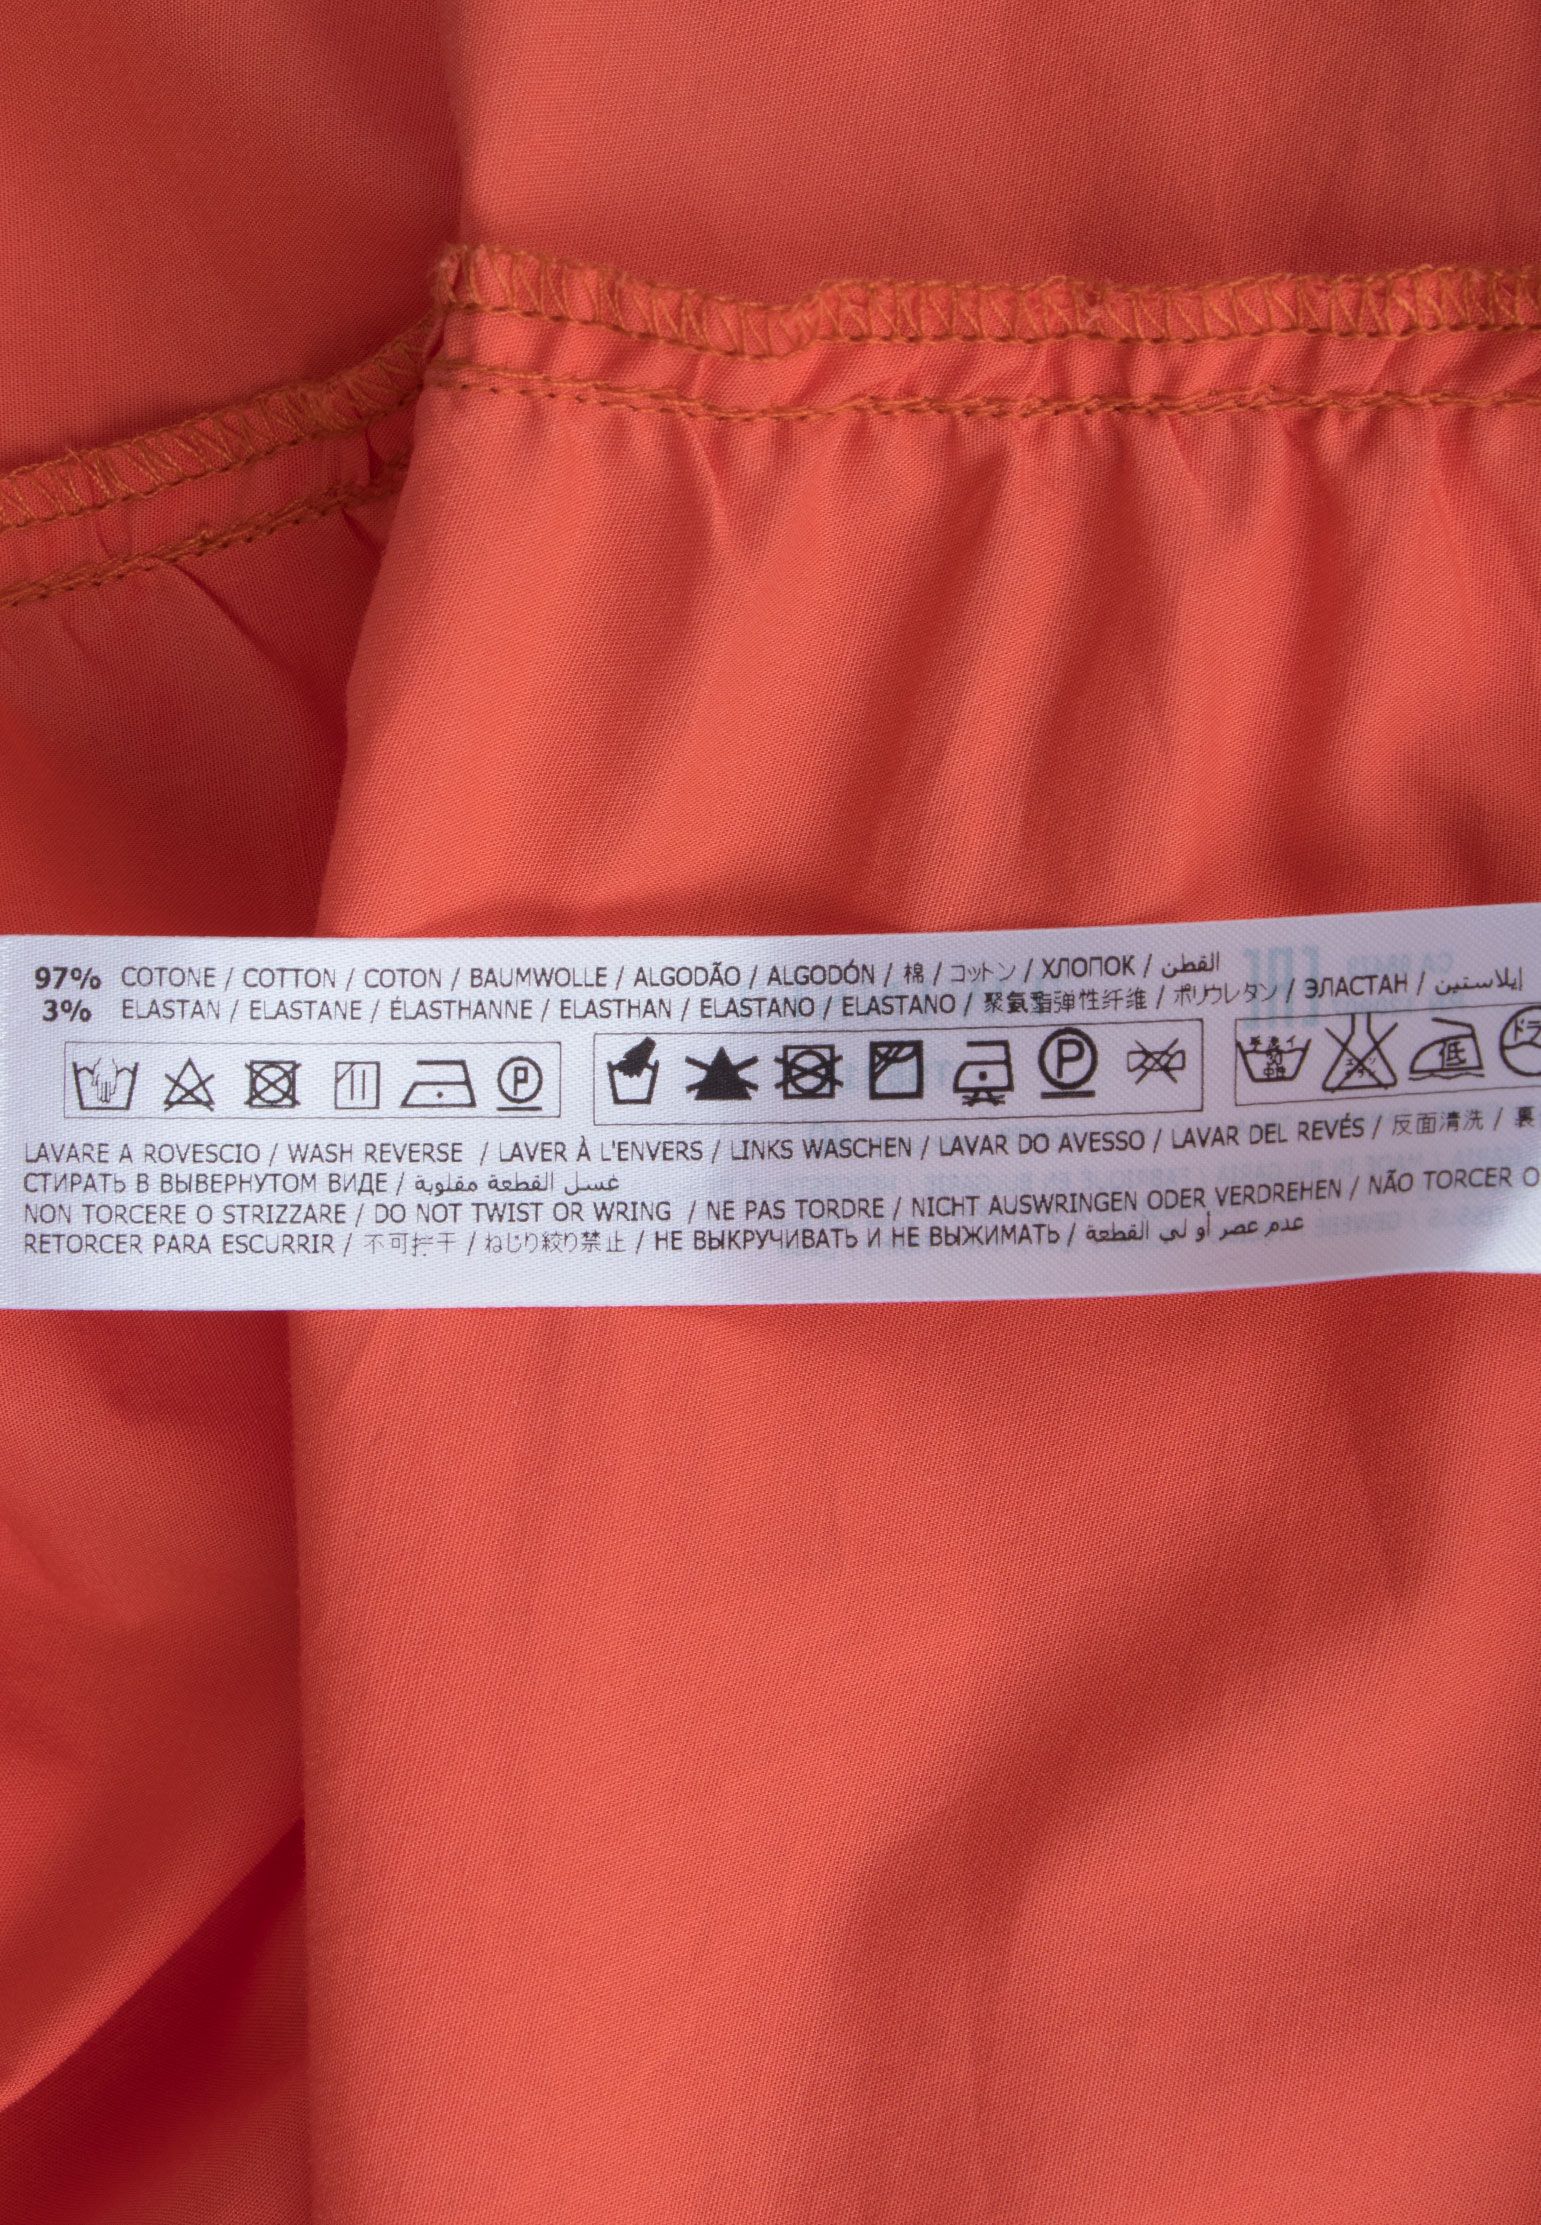 97% COTONE / COTTON / COTON / BAUMWOLLE / ALGODÃO / ALGODÓN / 棉 / コットン / ХЛОПОК / القطن
3% ELASTAN / ELASTANE / ÉLASTHANNE / ELASTHAN / ELASTANO / ELASTANO / 聚氨酯弹性纤维 / ポリウレタン / ЭЛАСТАН / إيلاستين
P P 低 ドラ
LAVARE A ROVESCIO / WASH REVERSE / LAVER À L'ENVERS / LINKS WASCHEN / LAVAR DO AVESSO / LAVAR DEL REVÉS / 反面清洗 / 裏
СТИРАТЬ В ВЫВЕРНУТОМ ВИДЕ / غسل القطعة مقلوبة
NON TORCERE O STRIZZARE / DO NOT TWIST OR WRING / NE PAS TORDRE / NICHT AUSWRINGEN ODER VERDREHEN / NÃO TORCER O
RETORCER PARA ESCURRIR / 不可拧干 / ねじり絞り禁止 / НЕ ВЫКРУЧИВАТЬ И НЕ ВЫЖИМАТЬ / عدم عصر أو لي القطعة